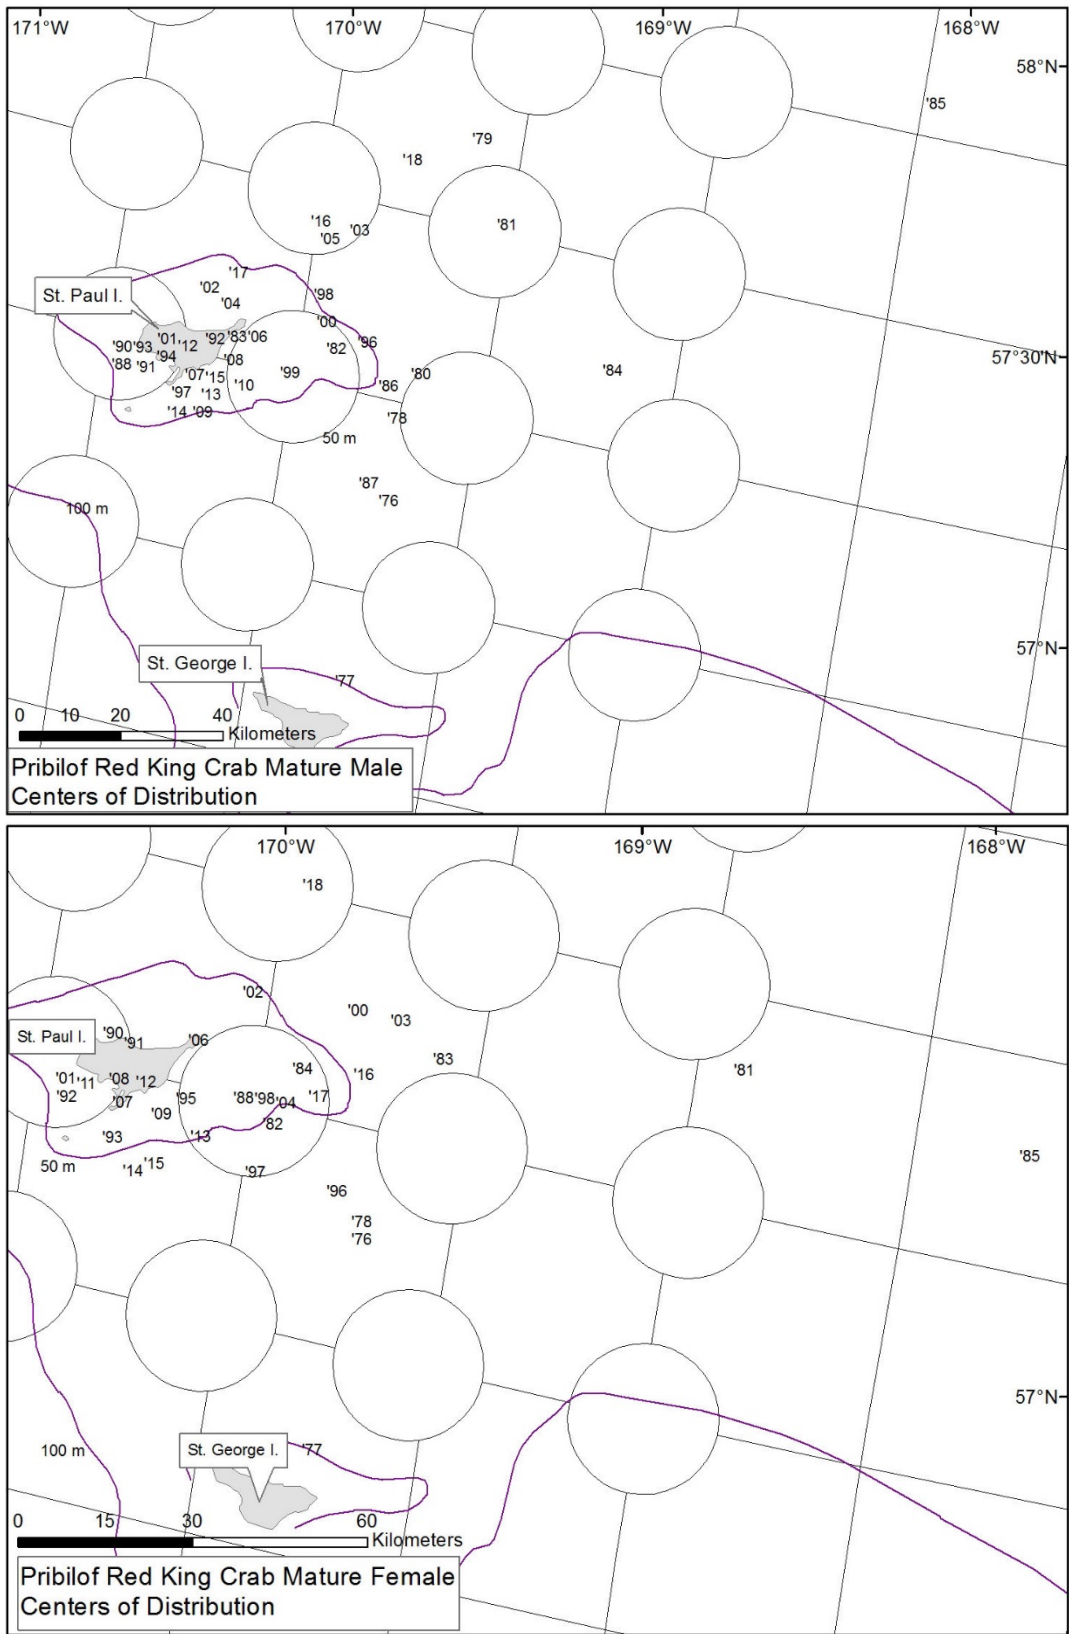 171°W 170°W 169°W 168°W
58°N
'85
'79
'18
'16 '03 '81
'05
'17
'02
St. Paul I. '98
'04
'00
'01 '92 '83 '06
'90 '93 '12 '82 '96
'94 '08 57°30'N
'88 '91 '99 '80 '84
'07 '15
'10 '86
'97 '13
'14 '09 '78
50 m
'87
'76
100 m
57°N
St. George I.
'77
0 10 20 40
Kilometers
Pribilof Red King Crab Mature Male
Centers of Distribution
170°W 169°W 168°W
'18
'02
'00
'03
St. Paul I. '90
'91 '06
'83
'84 '81
'01 '11 '08 '12 '16
'92 '07 '95 '88 '98 '04 '17
'09
'82
'93 '13
50 m '14 '15 '97 '85
'96
'78
'76
57°N
100 m St. George I. '77
0 15 30 60
Kilometers
Pribilof Red King Crab Mature Female
Centers of Distribution